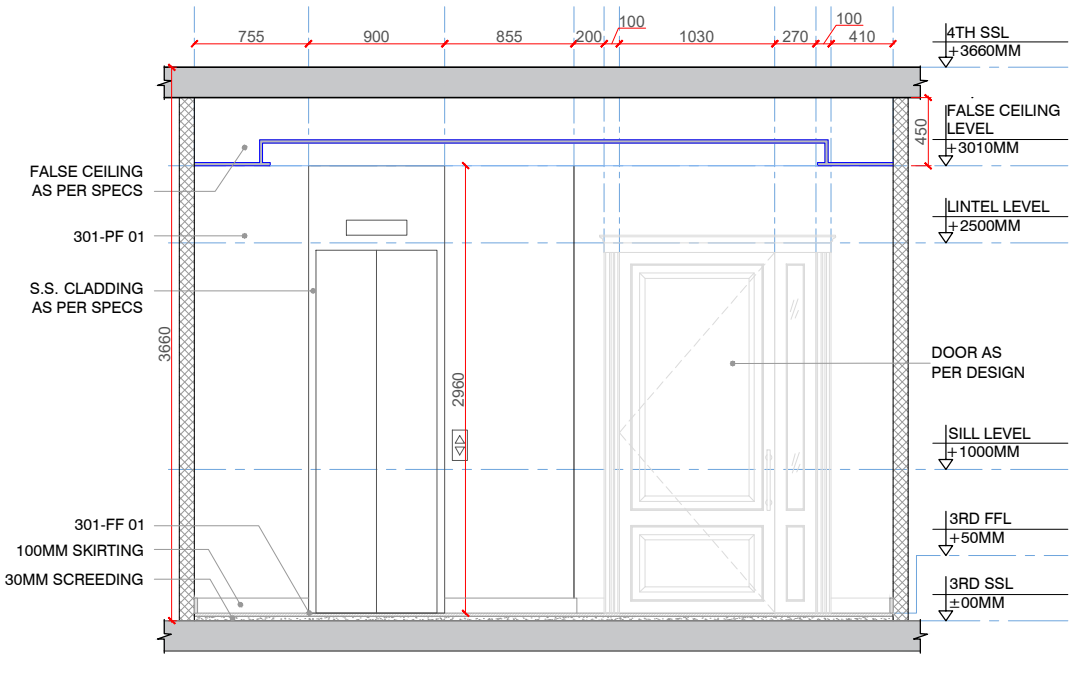 100
100
755
900
855
200
1030
270
410
4TH SSL
+3660MM
450
FALSE CEILING
LEVEL
+3010MM
FALSE CEILING
AS PER SPECS
LINTEL LEVEL
+2500MM
301-PF 01
S.S. CLADDING
AS PER SPECS
3660
2960
DOOR AS
PER DESIGN
SILL LEVEL
+1000MM
301-FF 01
3RD FFL
+50MM
100MM SKIRTING
30MM SCREEDING
3RD SSL
±00MM